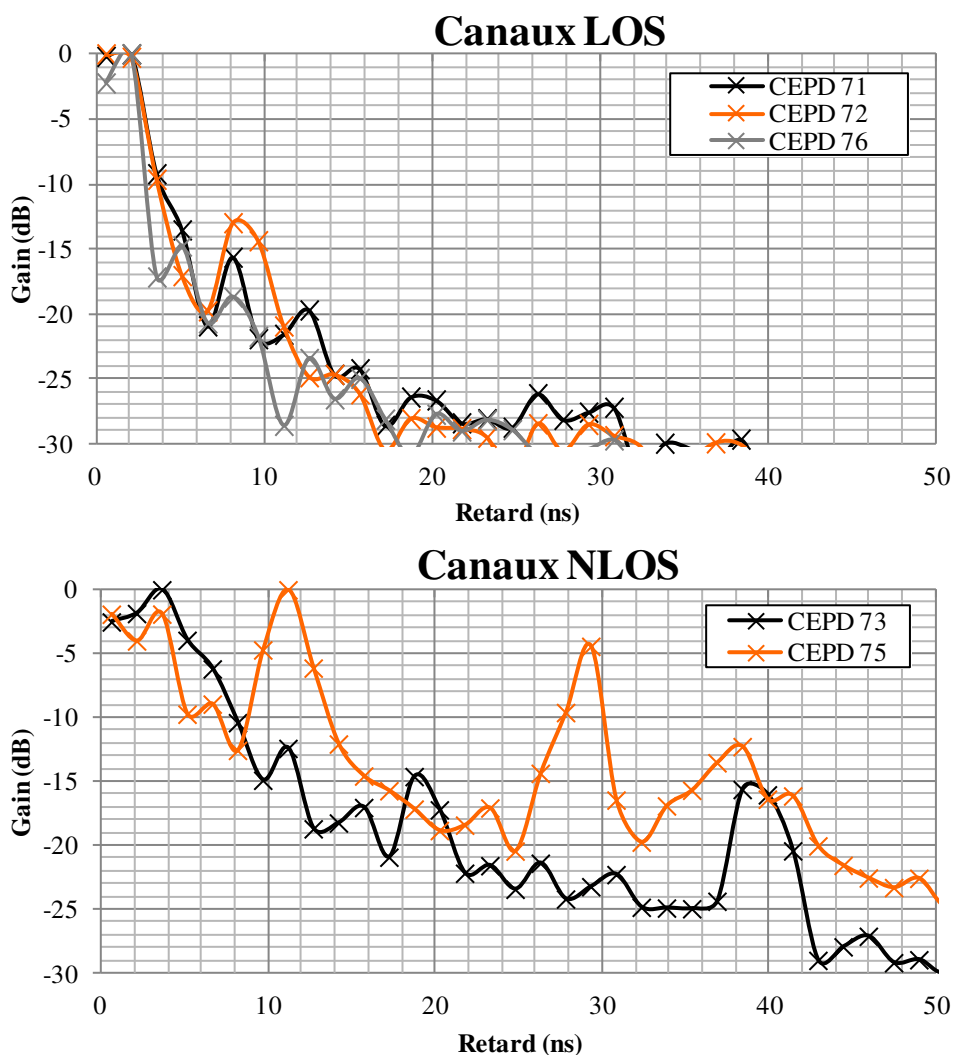 Canaux LOS
0
-5
-10
-15
-20
-25
-30
Gain (dB)
CEPD 71
CEPD 72
CEPD 76
0 10 20 30 40 50
Retard (ns)
Canaux NLOS
0
-5
-10
-15
-20
-25
-30
Gain (dB)
CEPD 73
CEPD 75
0 10 20 30 40 50
Retard (ns)